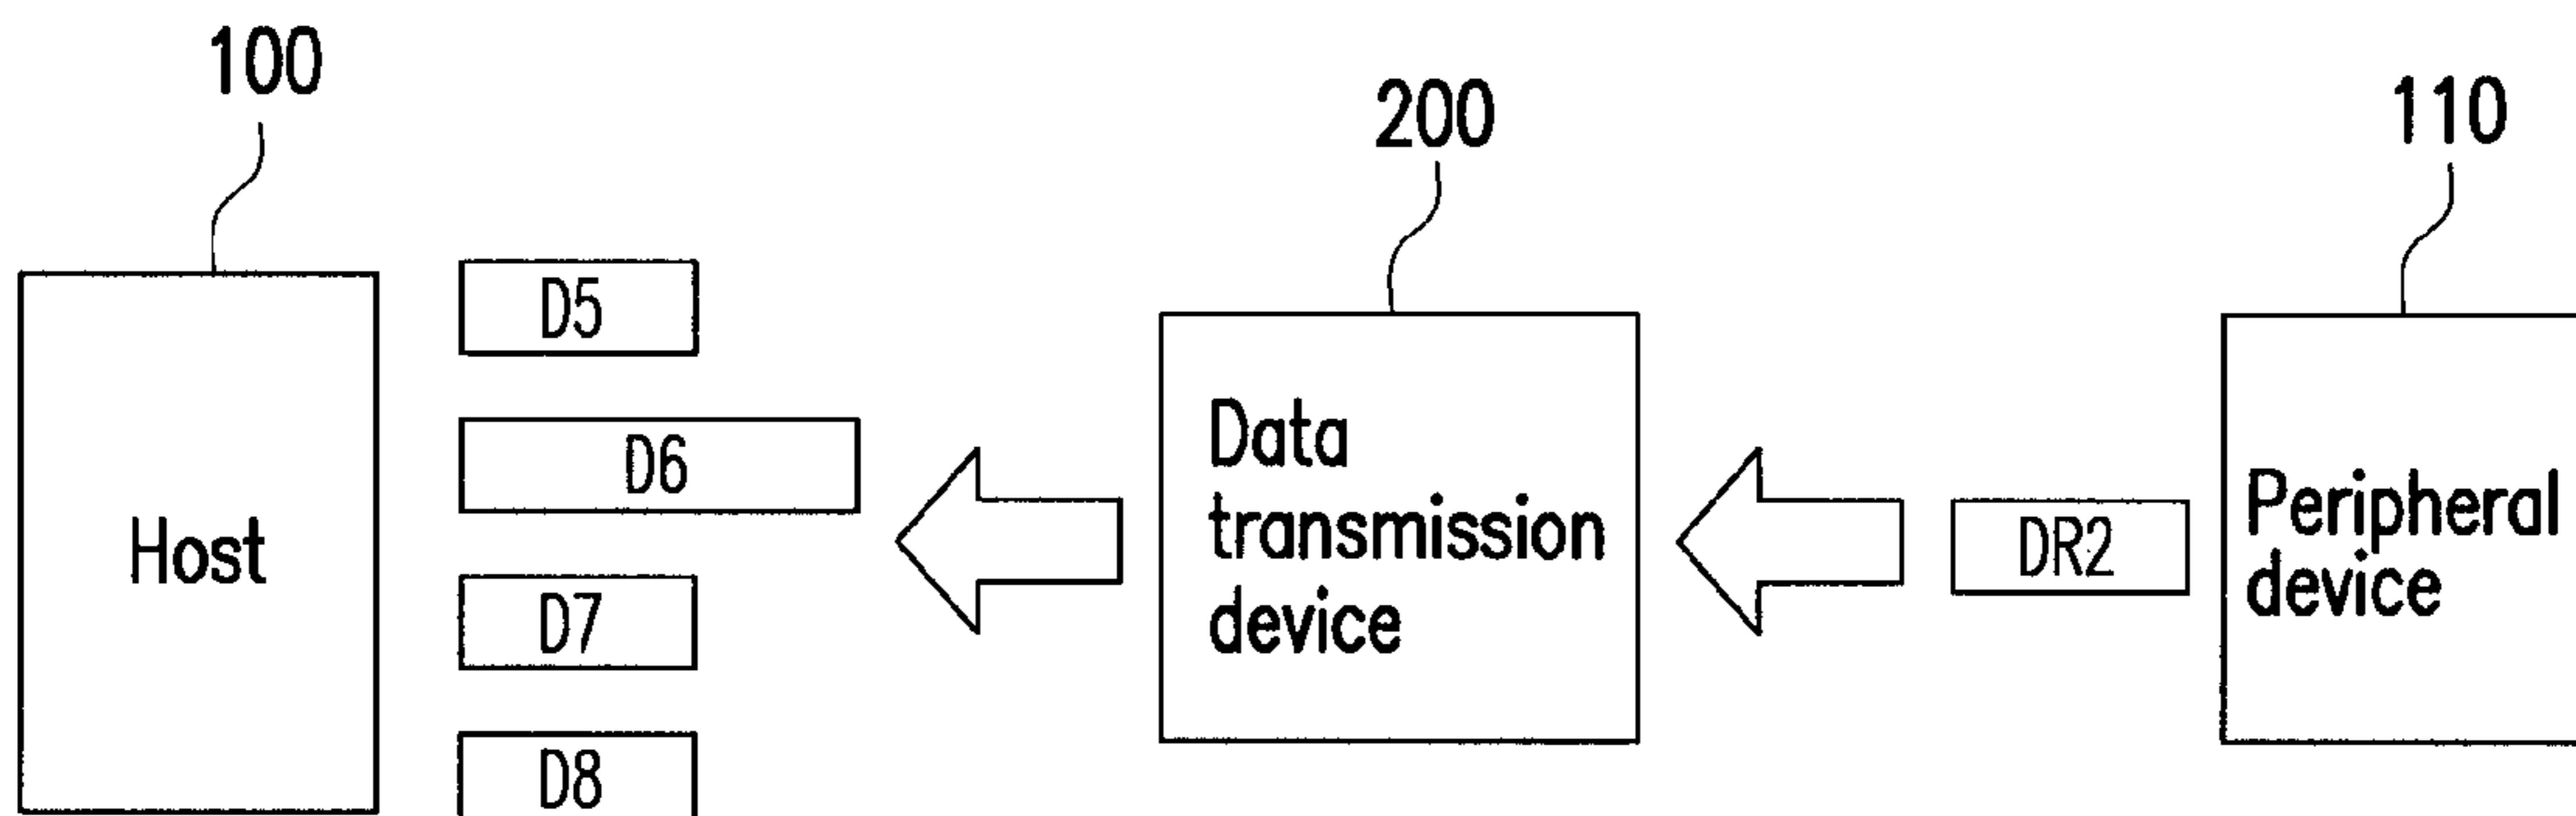 100
200
110
Host
D5
D6
D7
D8
Data
transmission
device
DR2
Peripheral
device